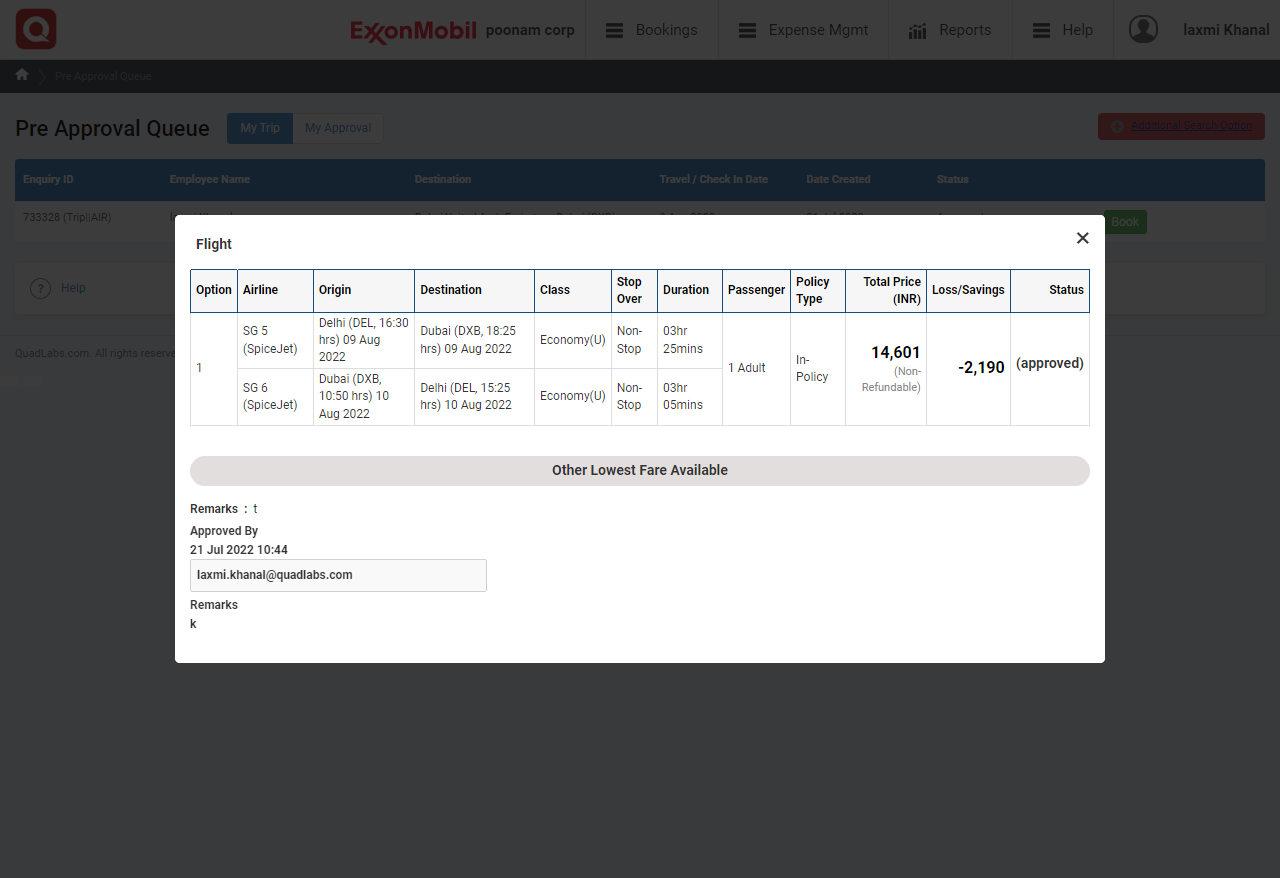 ExxonMobil poonam corp Bookings Expense Mgmt Reports Help laxmi Khanal
Pre Approval Queue
Pre Approval Queue My Trip My Approval Additional Search Option
Enquiry ID Employee Name Destination Travel / Check In Date Date Created Status
733328 (Trip||AIR) Book
Flight
Option Airline Origin Destination Class Stop Over Duration Passenger Policy Type Total Price (INR) Loss/Savings Status
1
SG 5 (SpiceJet)
Delhi (DEL, 16:30 hrs) 09 Aug 2022
Dubai (DXB, 18:25 hrs) 09 Aug 2022
Economy(U)
Non-Stop
03hr 25mins
1 Adult
In-Policy
14,601
(Non-Refundable)
-2,190
(approved)
SG 6 (SpiceJet)
Dubai (DXB, 10:50 hrs) 10 Aug 2022
Delhi (DEL, 15:25 hrs) 10 Aug 2022
Economy(U)
Non-Stop
03hr 05mins
Other Lowest Fare Available
Remarks : t
Approved By
21 Jul 2022 10:44
laxmi.khanal@quadlabs.com
Remarks
k
? Help
QuadLabs.com. All rights reserve